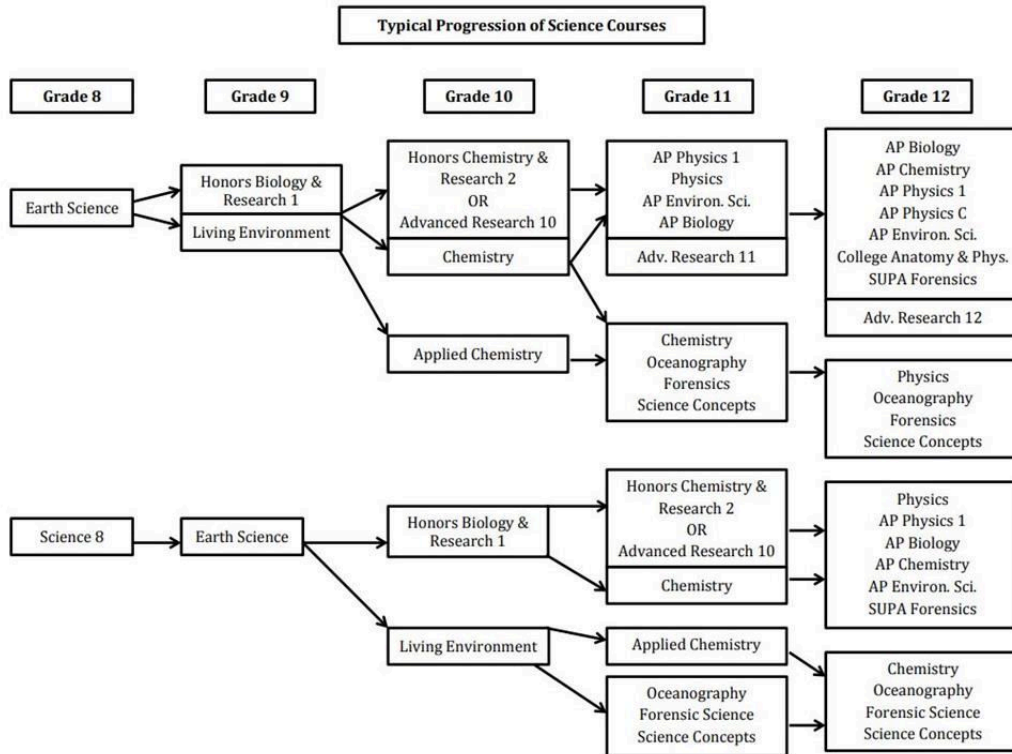 Typical Progression of Science Courses
Grade 8
Grade 9
Grade 10
Grade 11
Grade 12
Earth Science
Honors Biology &
Research 1
Living Environment
Honors Chemistry &
Research 2
OR
Advanced Research 10
Chemistry
Applied Chemistry
AP Physics 1
Physics
AP Environ. Sci.
AP Biology
Adv. Research 11
Chemistry
Oceanography
Forensics
Science Concepts
AP Biology
AP Chemistry
AP Physics 1
AP Physics C
AP Environ. Sci.
College Anatomy & Phys.
SUPA Forensics
Adv. Research 12
Physics
Oceanography
Forensics
Science Concepts
Science 8
Earth Science
Honors Biology &
Research 1
Living Environment
Honors Chemistry &
Research 2
OR
Advanced Research 10
Chemistry
Applied Chemistry
Oceanography
Forensic Science
Science Concepts
Physics
AP Physics 1
AP Biology
AP Chemistry
AP Environ. Sci.
SUPA Forensics
Chemistry
Oceanography
Forensic Science
Science Concepts